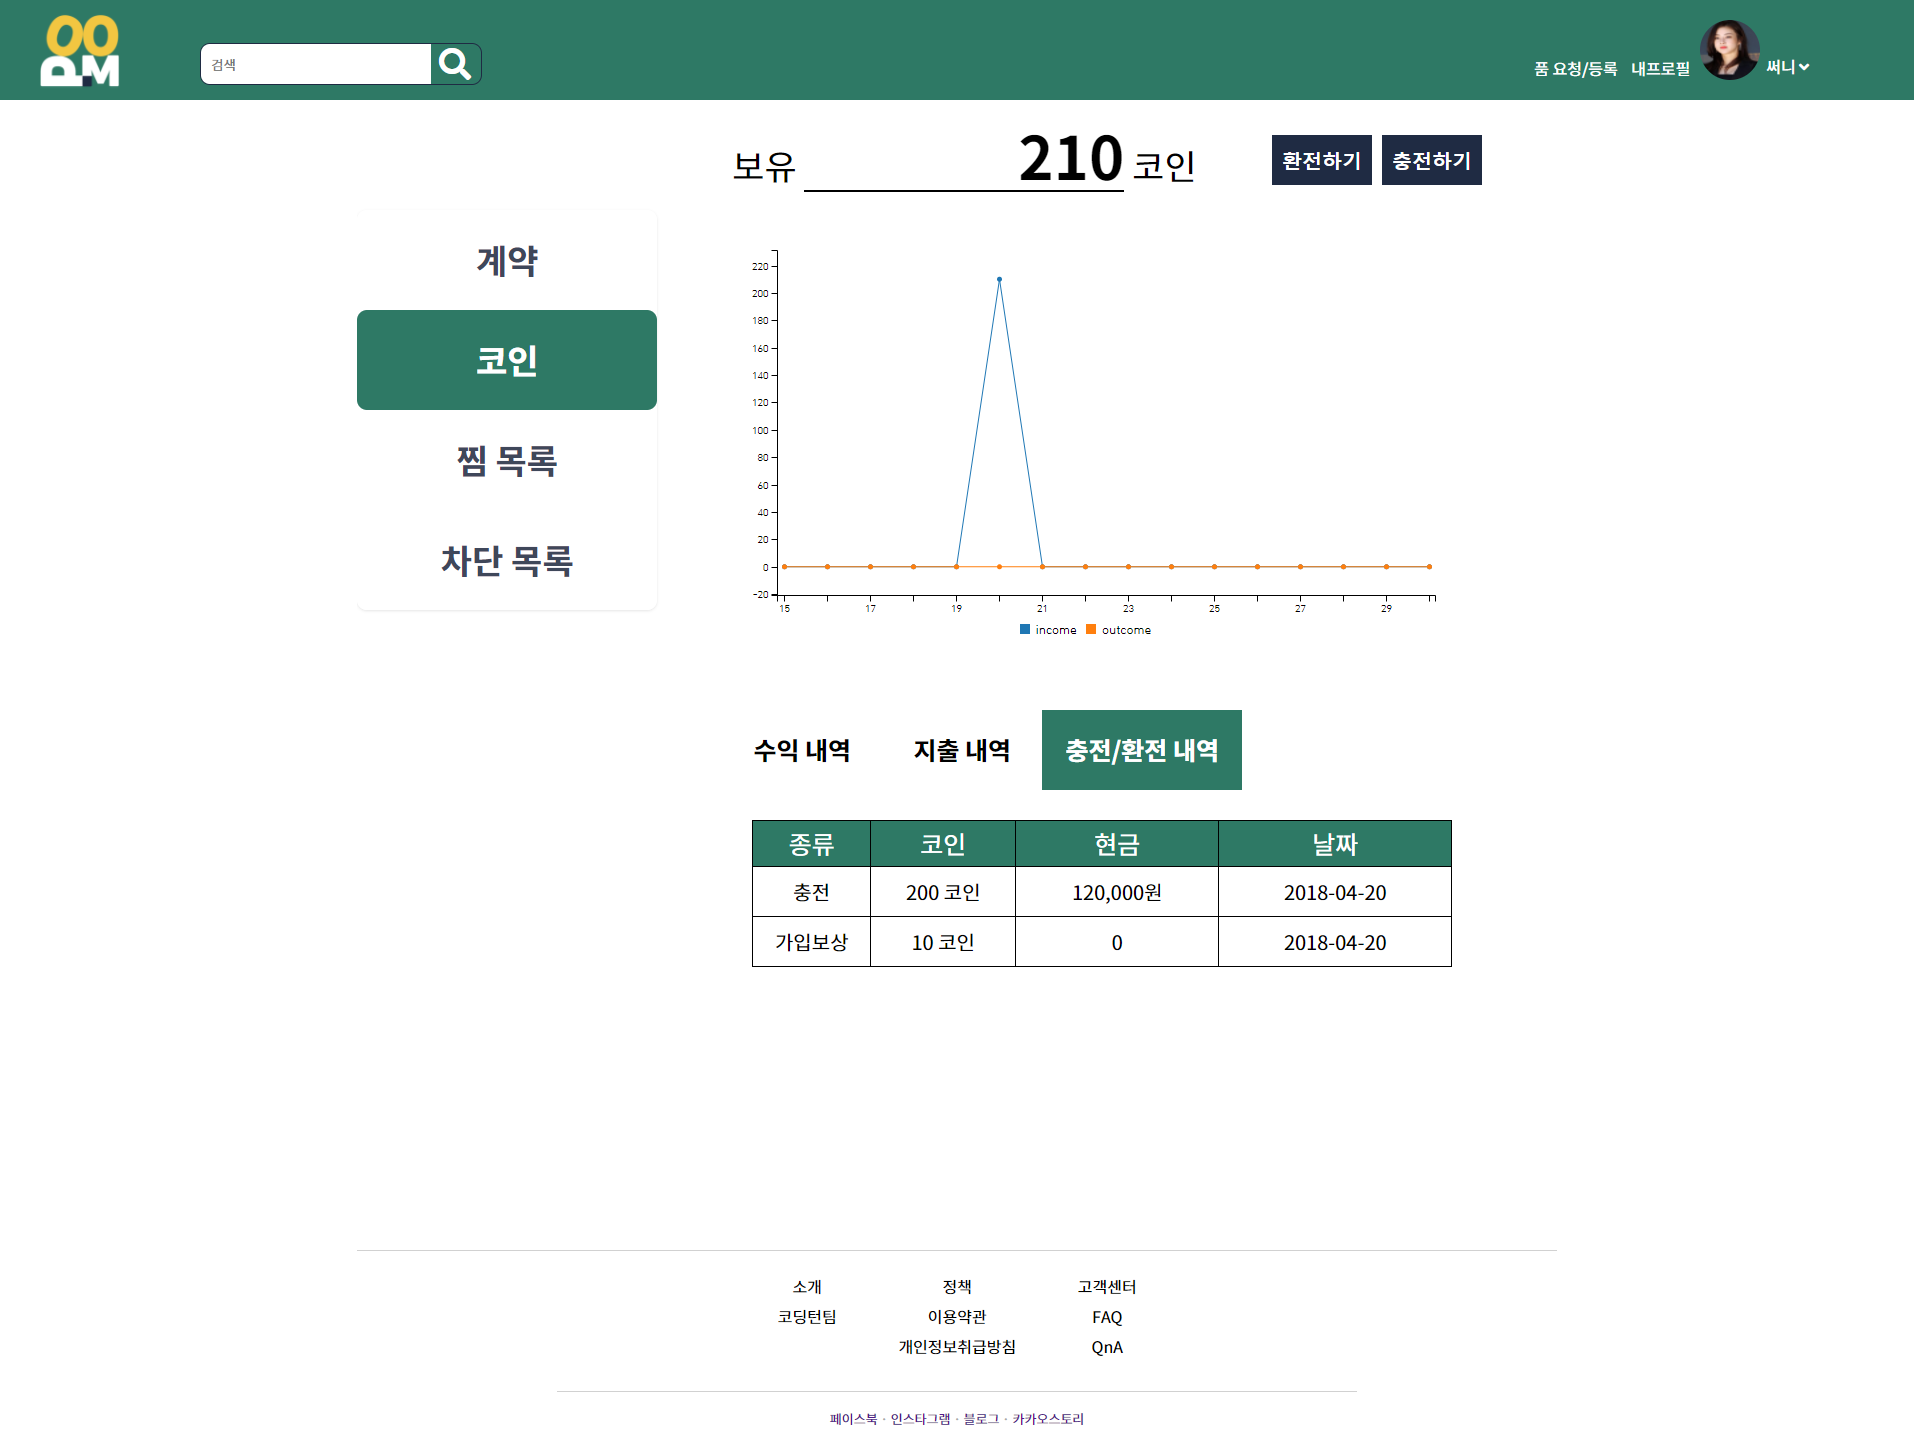 OO
P.M
검색
품 요청/등록 내프로필 써니
보유 210 코인
환전하기 충전하기
계약
코인
찜 목록
차단 목록
220
200
180
160
140
120
100
80
60
40
20
0
-20
15 17 19 21 23 25 27 29
income outcome
수익 내역 지출 내역 충전/환전 내역
종류 코인 현금 날짜
충전 200 코인 120,000원 2018-04-20
가입보상 10 코인 0 2018-04-20
소개 정책 고객센터
코딩턴팀 이용약관 FAQ
개인정보취급방침 QnA
페이스북 · 인스타그램 · 블로그 · 카카오스토리